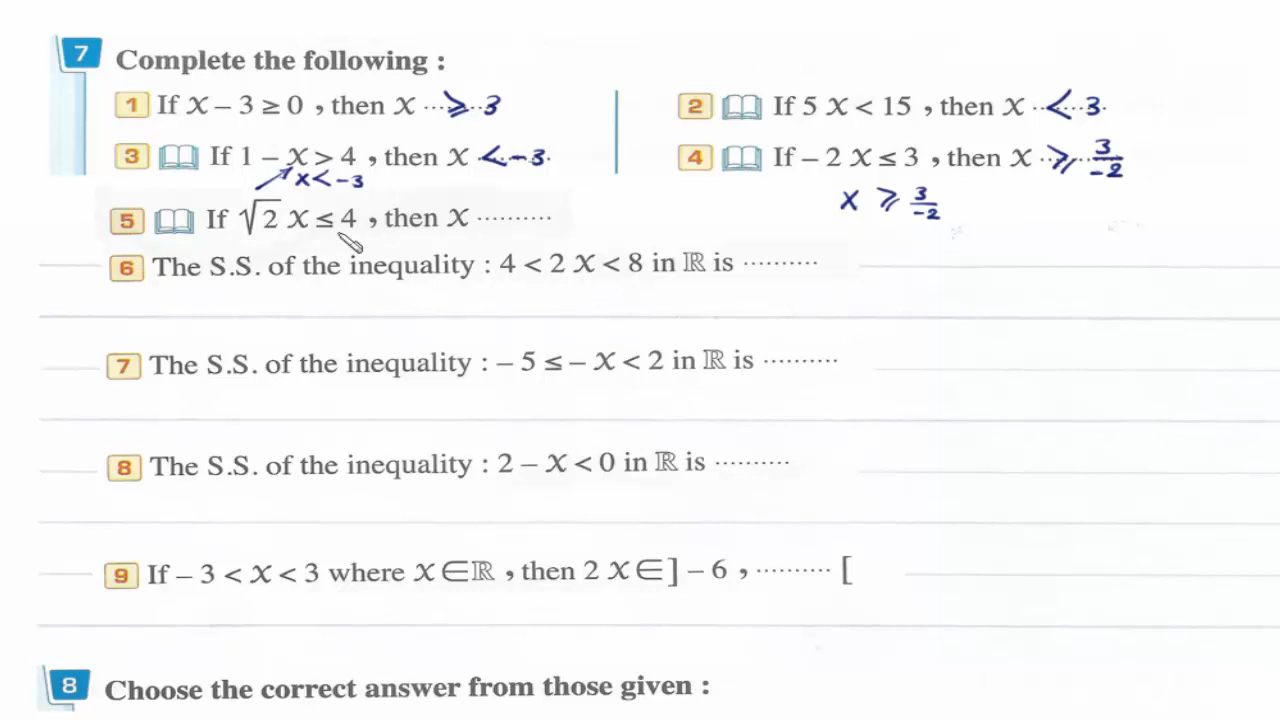 7 Complete the following :
1 If X – 3 ≥ 0 , then X ...⩾... 3
2 If 5 X < 15 , then X ...<... 3.
3 If 1 – X > 4 , then X < –3.
4 If – 2 X ≤ 3 , then X ..⩾... 3/-2
x < –3
x ⩾ 3/-2
5 If √2 X ≤ 4 , then X ..........
6 The S.S. of the inequality : 4 < 2 X < 8 in ℝ is ..........
7 The S.S. of the inequality : – 5 ≤ – X < 2 in ℝ is ..........
8 The S.S. of the inequality : 2 – X < 0 in ℝ is ..........
9 If – 3 < X < 3 where X ∈ ℝ , then 2 X ∈ ] – 6 , .......... [
8 Choose the correct answer from those given :